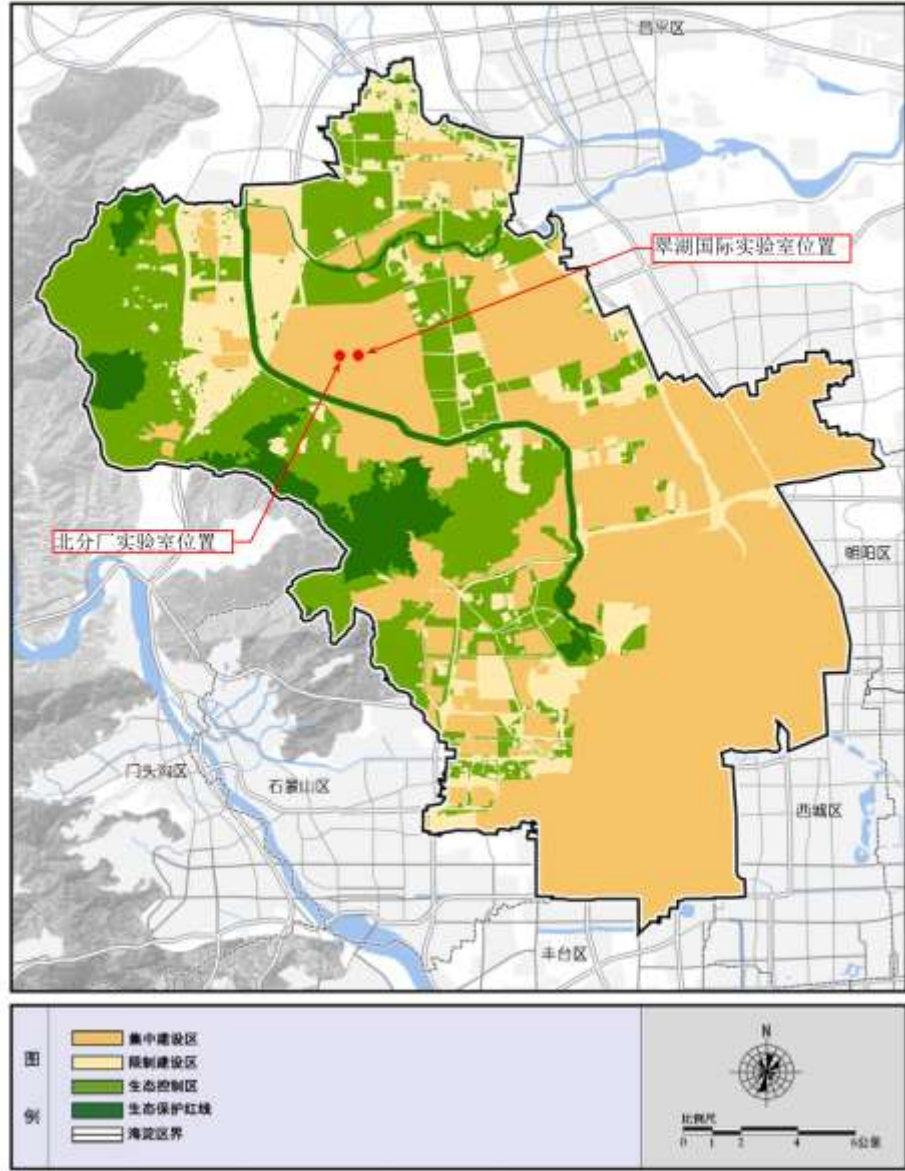 昌平区
翠湖国际实验室位置
北分厂实验室位置
朝阳区
门头沟区
石景山区
西城区
丰台区
图例
集中建设区
限制建设区
生态控制区
生态保护红线
海淀区界
N
比例尺
0 1 2 4 6公里